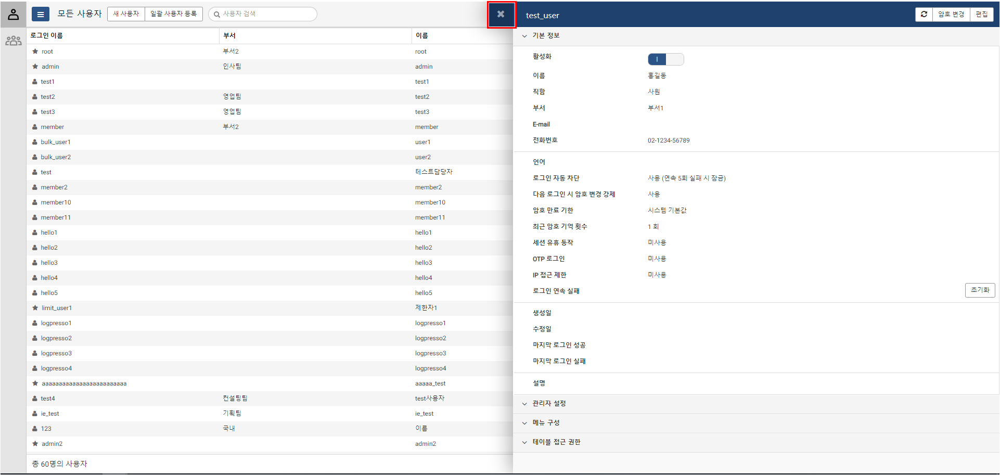 모든 사용자 새 사용자 일괄 사용자 등록 사용자 검색
로그인 이름 부서 이름
root 부서2 root
admin 인사팀 admin
test1 test1
test2 영업팀 test2
test3 영업팀 test3
member 부서2 member
bulk_user1 user1
bulk_user2 user2
test 테스트담당자
member2 member2
member10 member10
member11 member11
hello1 hello1
hello2 hello2
hello3 hello3
hello4 hello4
hello5 hello5
limit_user1 제한자1
logpresso1 logpresso1
logpresso2 logpresso2
logpresso3 logpresso3
logpresso4 logpresso4
aaaaaaaaaaaaaaaaaaaaaaaaa aaaaa_test
test4 컨설팅팀 test사용자
ie_test 기획팀 ie_test
123 국내 이름
admin2 admin2
총 60명의 사용자
test_user 암호 변경 편집
기본 정보
활성화
이름 홍길동
직함 사원
부서 부서1
E-mail
전화번호 02-1234-56789
언어
로그인 자동 차단 사용 (연속 5회 실패 시 잠금)
다음 로그인 시 암호 변경 강제 사용
암호 만료 기한 시스템 기본값
최근 암호 기억 횟수 1 회
세션 유휴 동작 미사용
OTP 로그인 미사용
IP 접근 제한 미사용
로그인 연속 실패 초기화
생성일
수정일
마지막 로그인 성공
마지막 로그인 실패
설명
관리자 설정
메뉴 구성
테이블 접근 권한